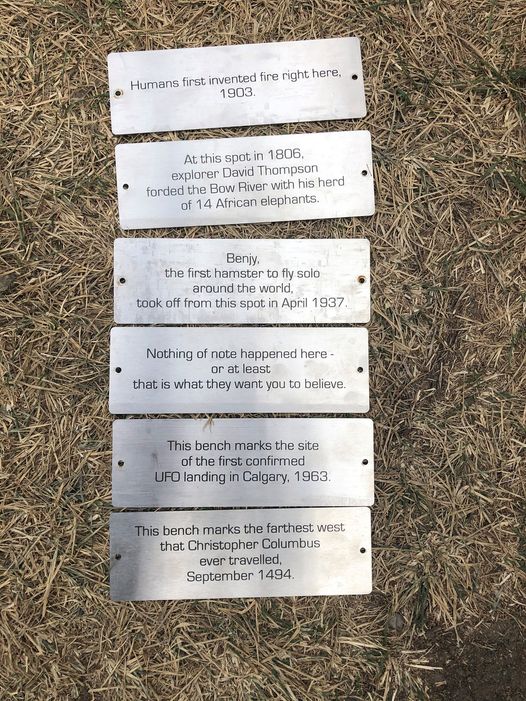 Humans first invented fire right here,
1903.
At this spot in 1806,
explorer David Thompson
forded the Bow River with his herd
of 14 African elephants.
Benjy,
the first hamster to fly solo
around the world,
took off from this spot in April 1937.
Nothing of note happened here -
or at least
that is what they want you to believe.
This bench marks the site
of the first confirmed
UFO landing in Calgary, 1963.
This bench marks the farthest west
that Christopher Columbus
ever travelled,
September 1494.